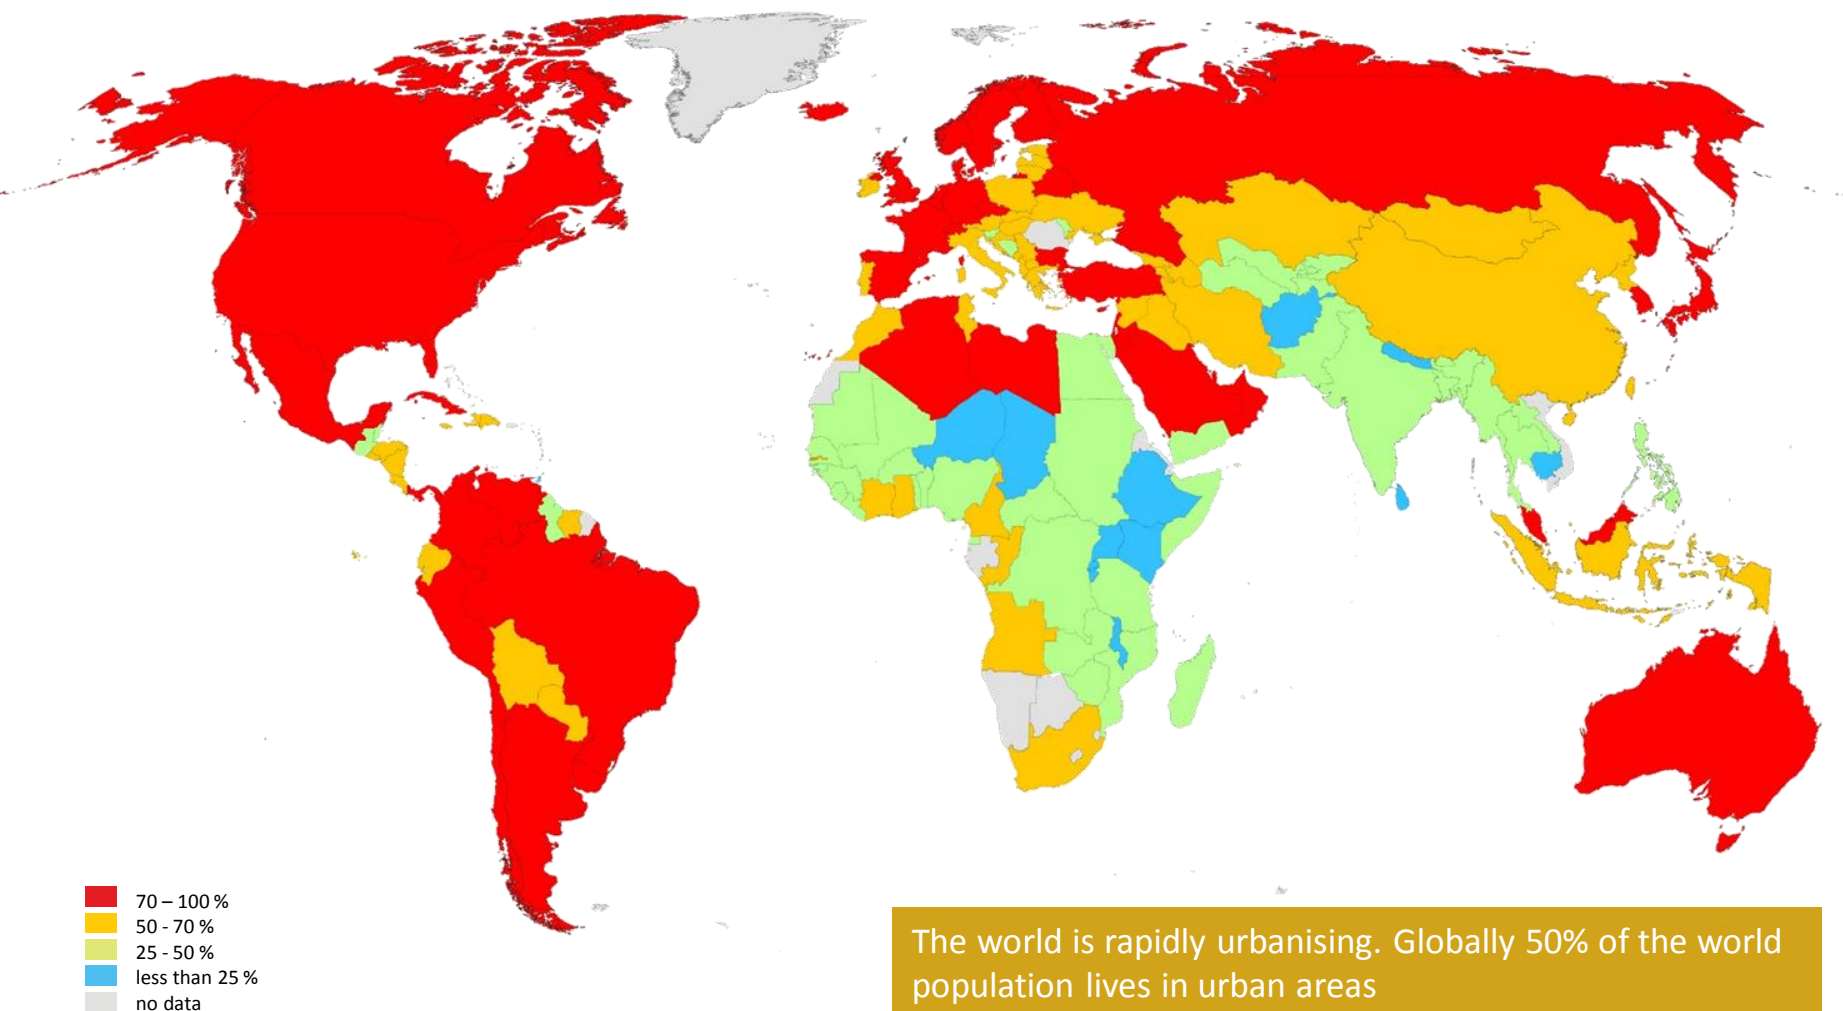 70 – 100 %
50 - 70 %
25 - 50 %
less than 25 %
no data
The world is rapidly urbanising. Globally 50% of the world
population lives in urban areas